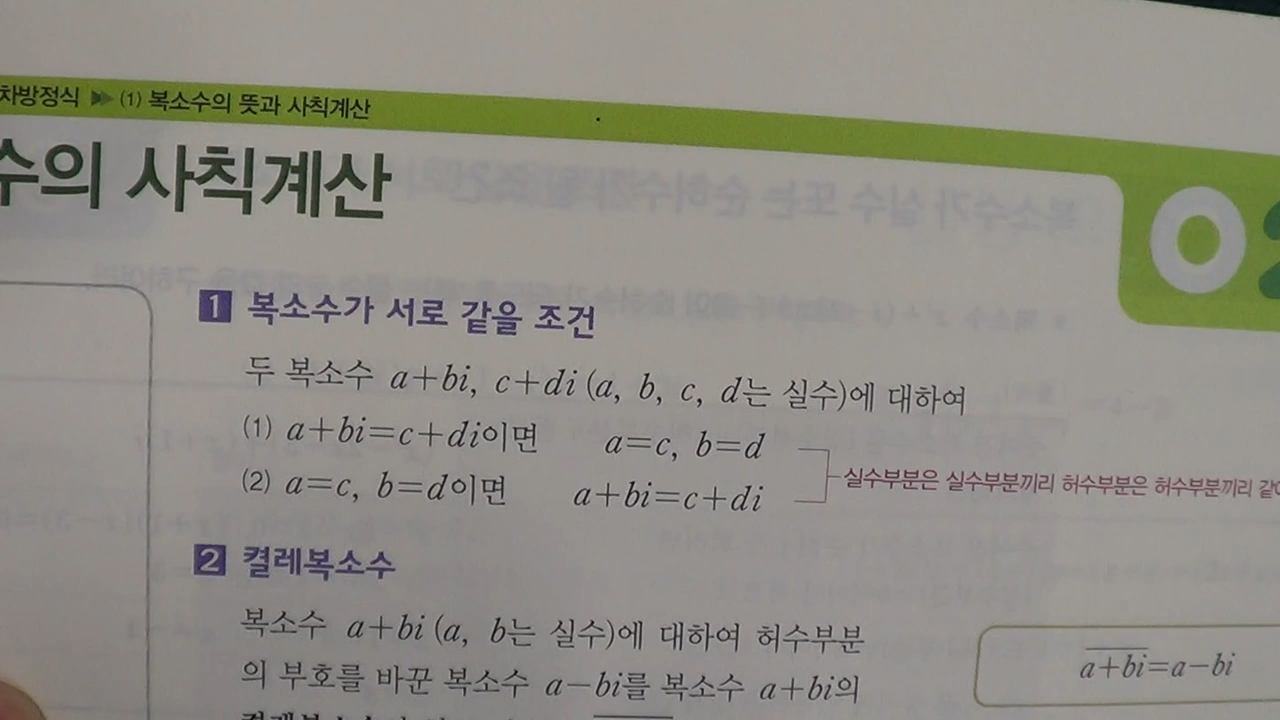 차방정식 ▶▶ (1) 복소수의 뜻과 사칙계산
수의 사칙계산
1 복소수가 서로 같을 조건
두 복소수 a+bi, c+di (a, b, c, d는 실수)에 대하여
(1) a+bi=c+di이면 a=c, b=d
(2) a=c, b=d이면 a+bi=c+di
실수부분은 실수부분끼리 허수부분은 허수부분끼리
2 켤레복소수
복소수 a+bi (a, b는 실수)에 대하여 허수부분
의 부호를 바꾼 복소수 a-bi를 복소수 a+bi의
a̅+̅b̅i̅=a-bi